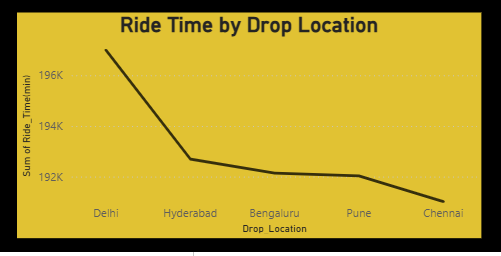 Ride Time by Drop Location
Sum of Ride_Time(min)
196K
194K
192K
Delhi Hyderabad Bengaluru Pune Chennai
Drop_Location